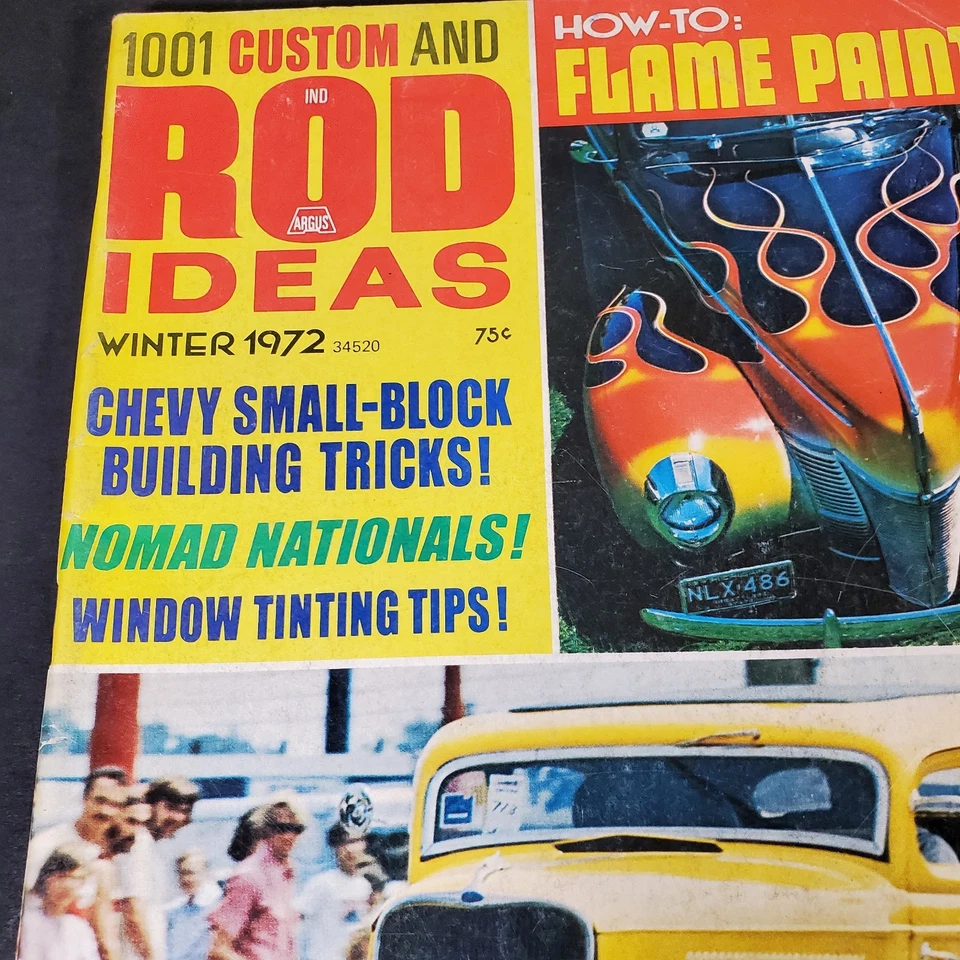 1001 CUSTOM AND
ROD
IND
ARGUS
IDEAS
WINTER 1972 34520 75¢
CHEVY SMALL-BLOCK
BUILDING TRICKS!
NOMAD NATIONALS!
WINDOW TINTING TIPS!
HOW-TO:
FLAME PAINT
NLX·486